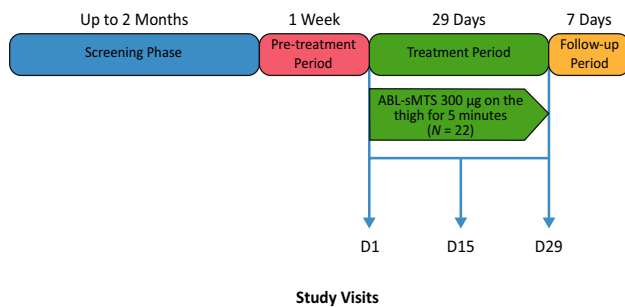 Up to 2 Months
1 Week
29 Days
7 Days
Screening Phase
Pre-treatment
Period
Treatment Period
Follow-up
Period
ABL-sMTS 300 μg on the
thigh for 5 minutes
(N = 22)
D1
D15
D29
Study Visits